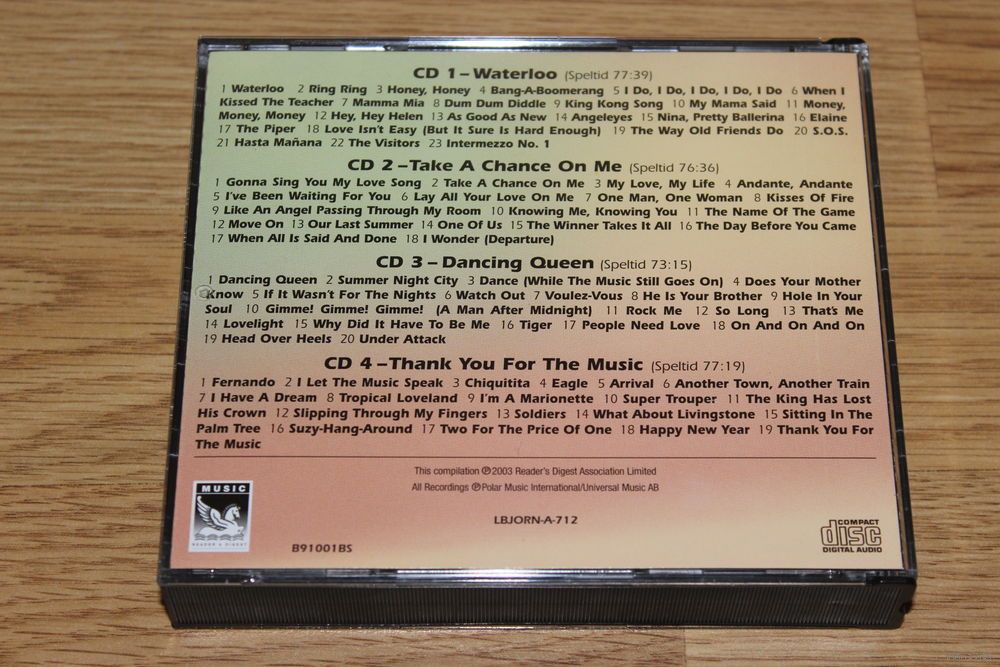 CD 1 – Waterloo (Speltid 77:39)
1 Waterloo 2 Ring Ring 3 Honey, Honey 4 Bang-A-Boomerang 5 I Do, I Do, I Do, I Do, I Do 6 When I
Kissed The Teacher 7 Mamma Mia 8 Dum Dum Diddle 9 King Kong Song 10 My Mama Said 11 Money,
Money, Money 12 Hey, Hey Helen 13 As Good As New 14 Angeleyes 15 Nina, Pretty Ballerina 16 Elaine
17 The Piper 18 Love Isn't Easy (But It Sure Is Hard Enough) 19 The Way Old Friends Do 20 S.O.S.
21 Hasta Mañana 22 The Visitors 23 Intermezzo No. 1
CD 2 – Take A Chance On Me (Speltid 76:36)
1 Gonna Sing You My Love Song 2 Take A Chance On Me 3 My Love, My Life 4 Andante, Andante
5 I've Been Waiting For You 6 Lay All Your Love On Me 7 One Man, One Woman 8 Kisses Of Fire
9 Like An Angel Passing Through My Room 10 Knowing Me, Knowing You 11 The Name Of The Game
12 Move On 13 Our Last Summer 14 One Of Us 15 The Winner Takes It All 16 The Day Before You Came
17 When All Is Said And Done 18 I Wonder (Departure)
CD 3 – Dancing Queen (Speltid 73:15)
1 Dancing Queen 2 Summer Night City 3 Dance (While The Music Still Goes On) 4 Does Your Mother
Know 5 If It Wasn't For The Nights 6 Watch Out 7 Voulez-Vous 8 He Is Your Brother 9 Hole In Your
Soul 10 Gimme! Gimme! Gimme! (A Man After Midnight) 11 Rock Me 12 So Long 13 That's Me
14 Lovelight 15 Why Did It Have To Be Me 16 Tiger 17 People Need Love 18 On And On And On
19 Head Over Heels 20 Under Attack
CD 4 – Thank You For The Music (Speltid 77:19)
1 Fernando 2 I Let The Music Speak 3 Chiquitita 4 Eagle 5 Arrival 6 Another Town, Another Train
7 I Have A Dream 8 Tropical Loveland 9 I'm A Marionette 10 Super Trouper 11 The King Has Lost
His Crown 12 Slipping Through My Fingers 13 Soldiers 14 What About Livingstone 15 Sitting In The
Palm Tree 16 Suzy-Hang-Around 17 Two For The Price Of One 18 Happy New Year 19 Thank You For
The Music
This compilation ℗2003 Reader's Digest Association Limited
All Recordings ℗Polar Music International/Universal Music AB
LBJORN-A-712
MUSIC
READER'S DIGEST
B91001BS
COMPACT
disc
DIGITAL AUDIO